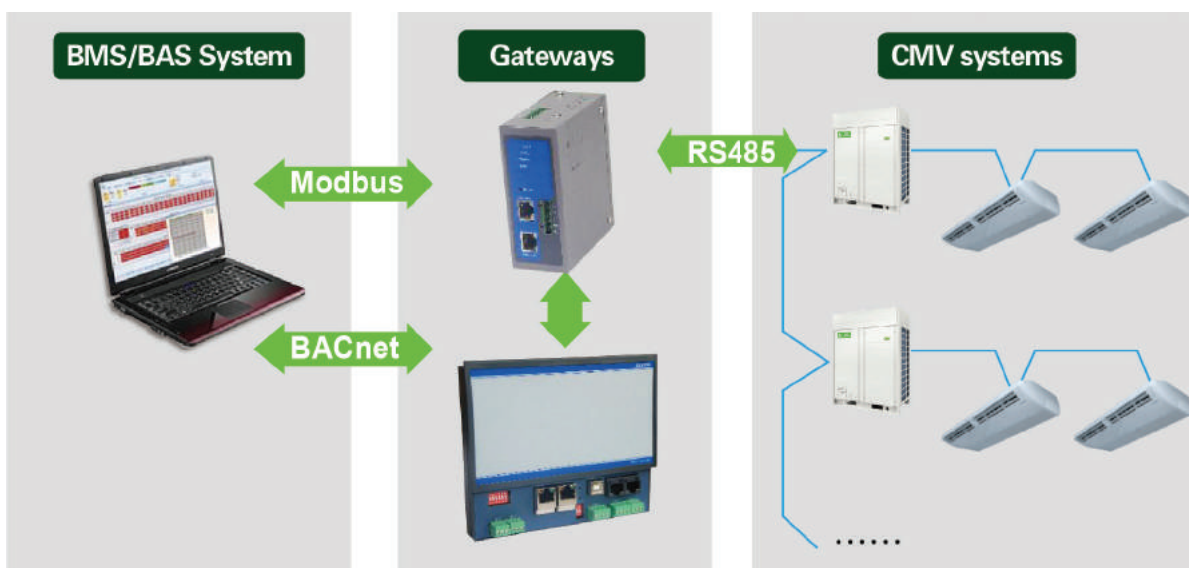 BMS/BAS System
Gateways
CMV systems
Modbus
RS485
BACnet
......